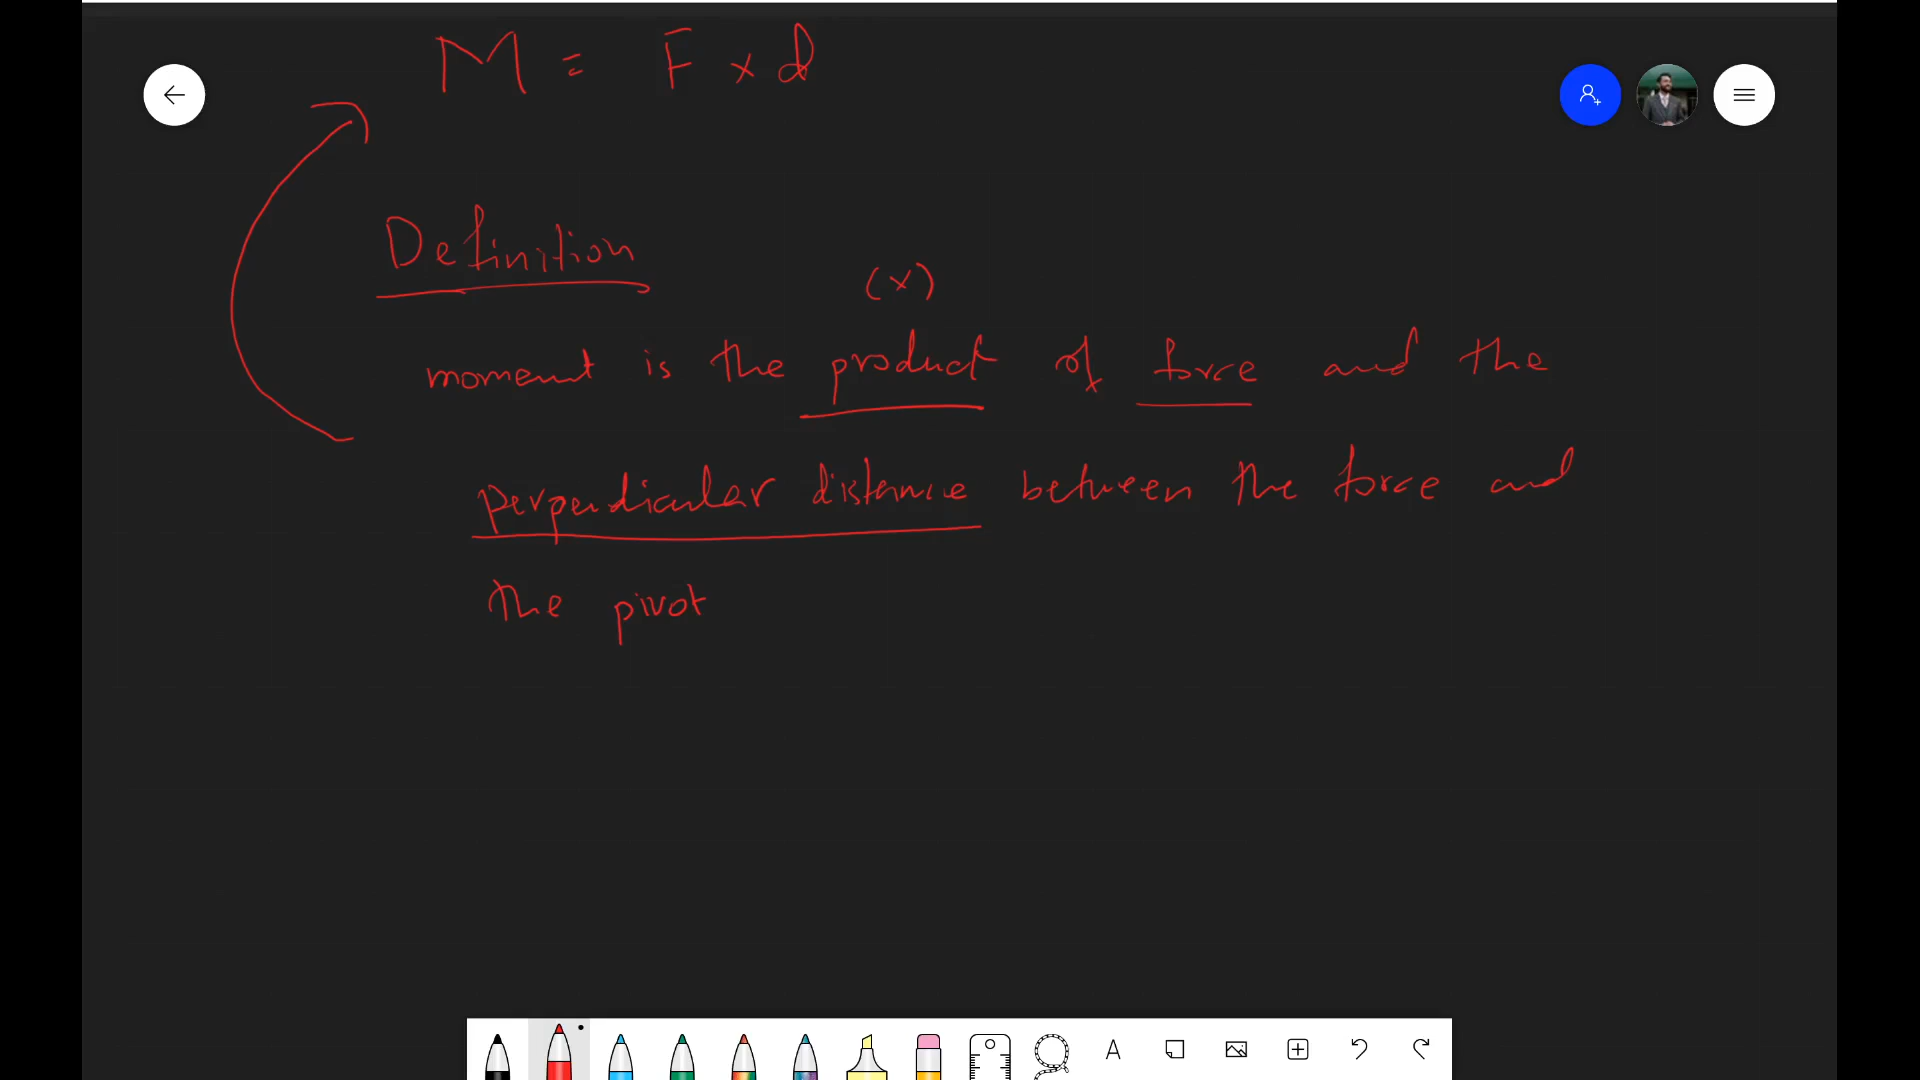 M = F × d
Definition
(×)
moment is the product of force and the
perpendicular distance between the force and
the pivot
A